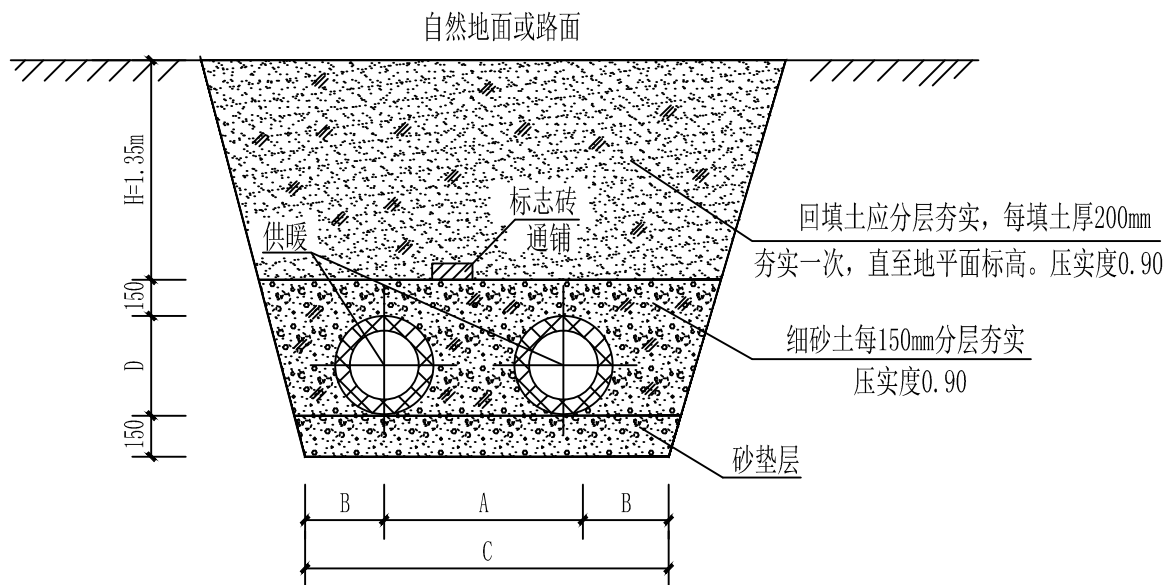 自然地面或路面
H=1.35m
标志砖
通铺
供暖
回填土应分层夯实，每填土厚200mm
夯实一次，直至地平面标高。压实度0.90
150
细砂土每150mm分层夯实
压实度0.90
D
150
砂垫层
B
A
B
C